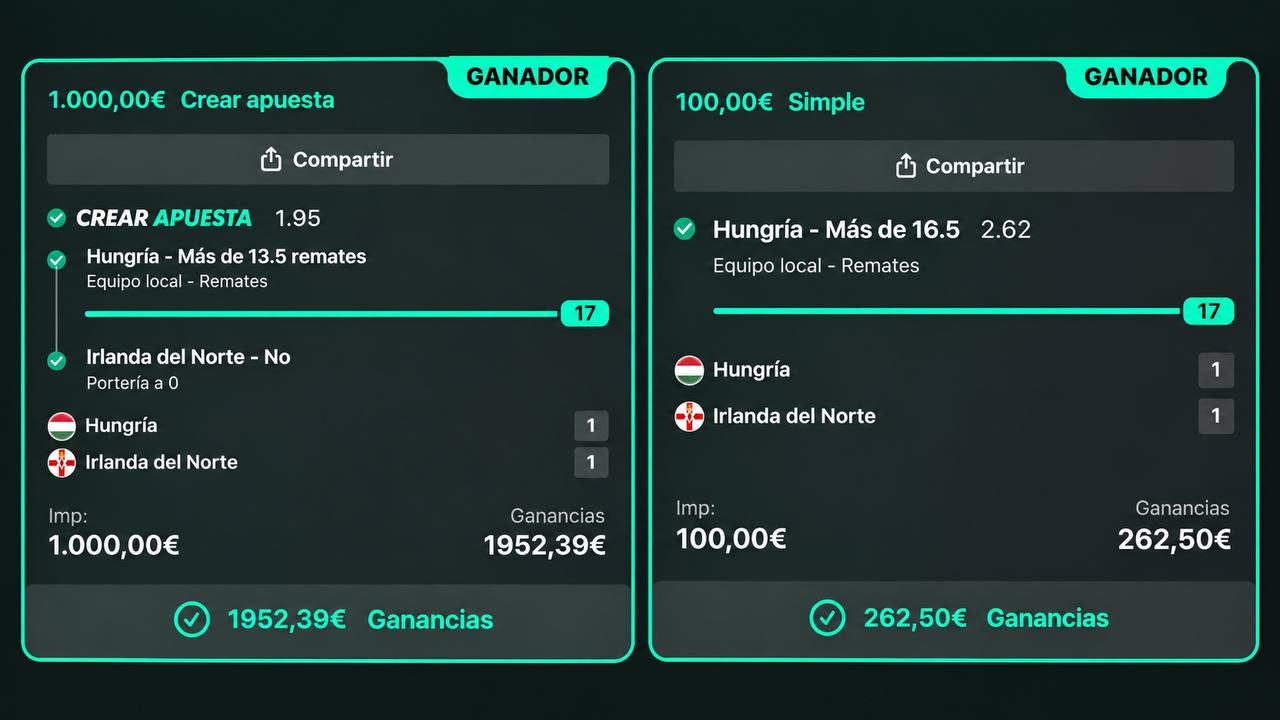 GANADOR
1.000,00€ Crear apuesta
Compartir
CREAR APUESTA 1.95
Hungría - Más de 13.5 remates
Equipo local - Remates
17
Irlanda del Norte - No
Portería a 0
Hungría 1
Irlanda del Norte 1
Imp: Ganancias
1.000,00€ 1952,39€
1952,39€ Ganancias
GANADOR
100,00€ Simple
Compartir
Hungría - Más de 16.5 2.62
Equipo local - Remates
17
Hungría 1
Irlanda del Norte 1
Imp: Ganancias
100,00€ 262,50€
262,50€ Ganancias